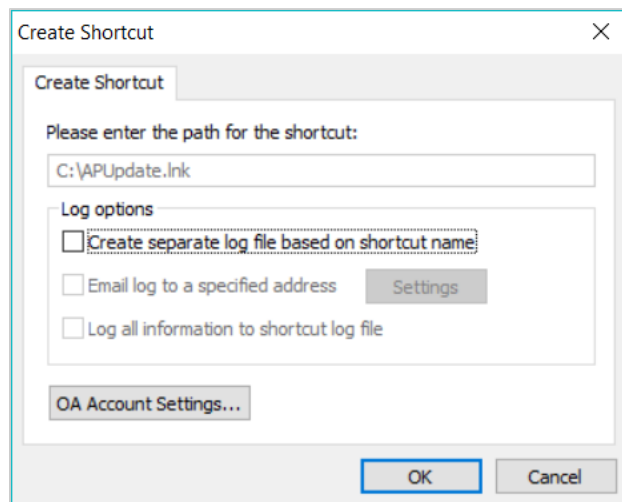 Create Shortcut
Create Shortcut
Please enter the path for the shortcut:
C:\APUpdate.lnk
Log options
Create separate log file based on shortcut name
Email log to a specified address Settings
Log all information to shortcut log file
OA Account Settings...
OK Cancel